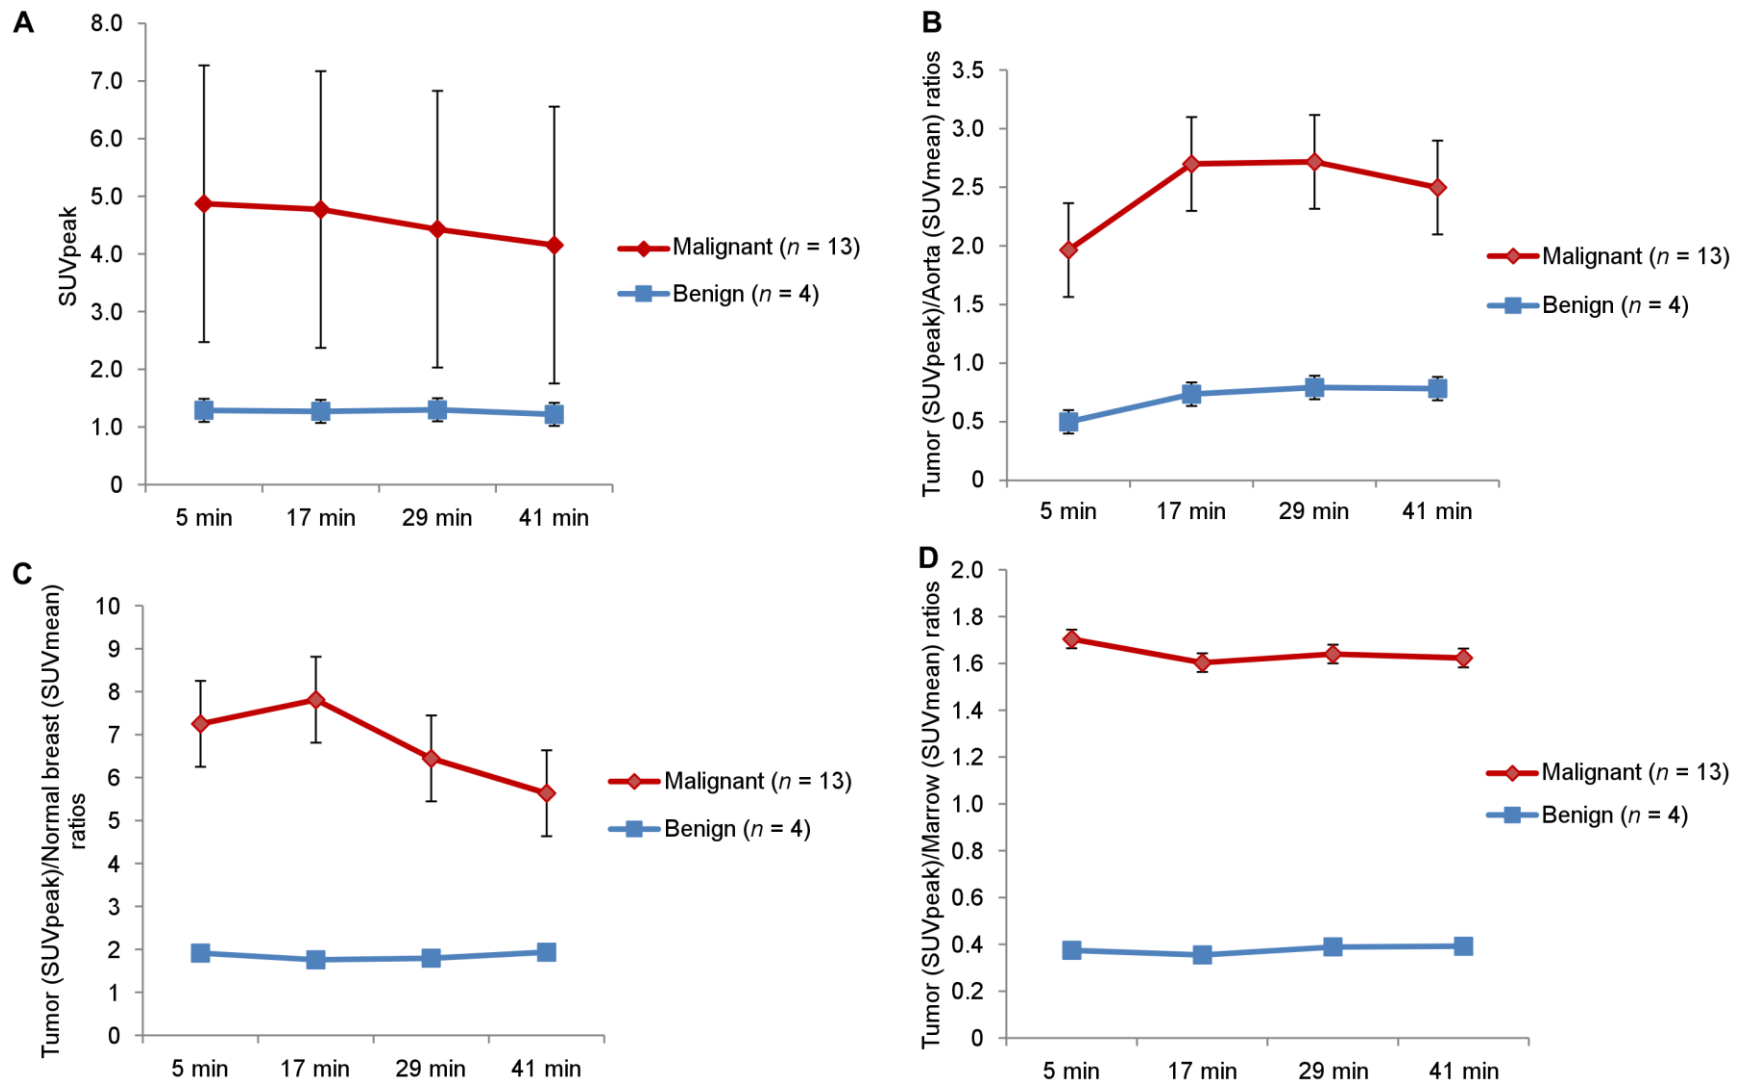 A
8.0
7.0
6.0
5.0
4.0
3.0
2.0
1.0
0
SUVpeak
5 min 17 min 29 min 41 min
Malignant (n = 13)
Benign (n = 4)
B
3.5
3.0
2.5
2.0
1.5
1.0
0.5
0
Tumor (SUVpeak)/Aorta (SUVmean) ratios
5 min 17 min 29 min 41 min
Malignant (n = 13)
Benign (n = 4)
C
10
9
8
7
6
5
4
3
2
1
0
Tumor (SUVpeak)/Normal breast (SUVmean)
ratios
5 min 17 min 29 min 41 min
Malignant (n = 13)
Benign (n = 4)
D
2.0
1.8
1.6
1.4
1.2
1.0
0.8
0.6
0.4
0.2
0
Tumor (SUVpeak)/Marrow (SUVmean) ratios
5 min 17 min 29 min 41 min
Malignant (n = 13)
Benign (n = 4)